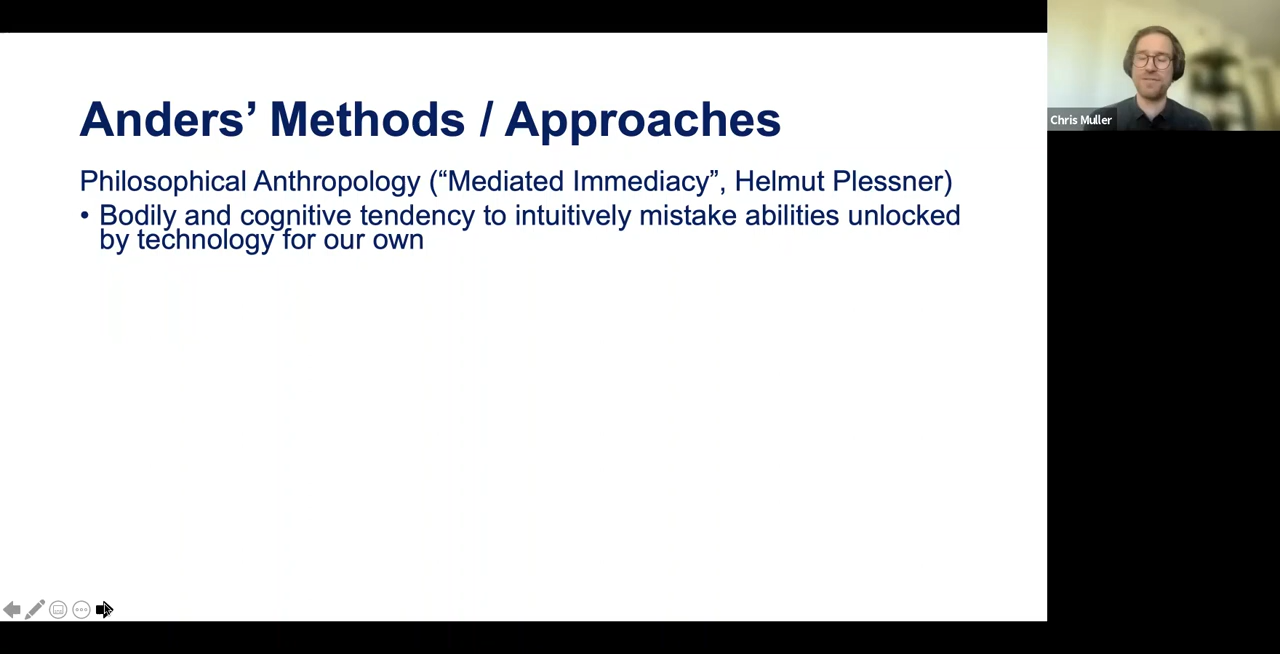 Anders’ Methods / Approaches
Philosophical Anthropology (“Mediated Immediacy”, Helmut Plessner)
• Bodily and cognitive tendency to intuitively mistake abilities unlocked
by technology for our own
Chris Muller